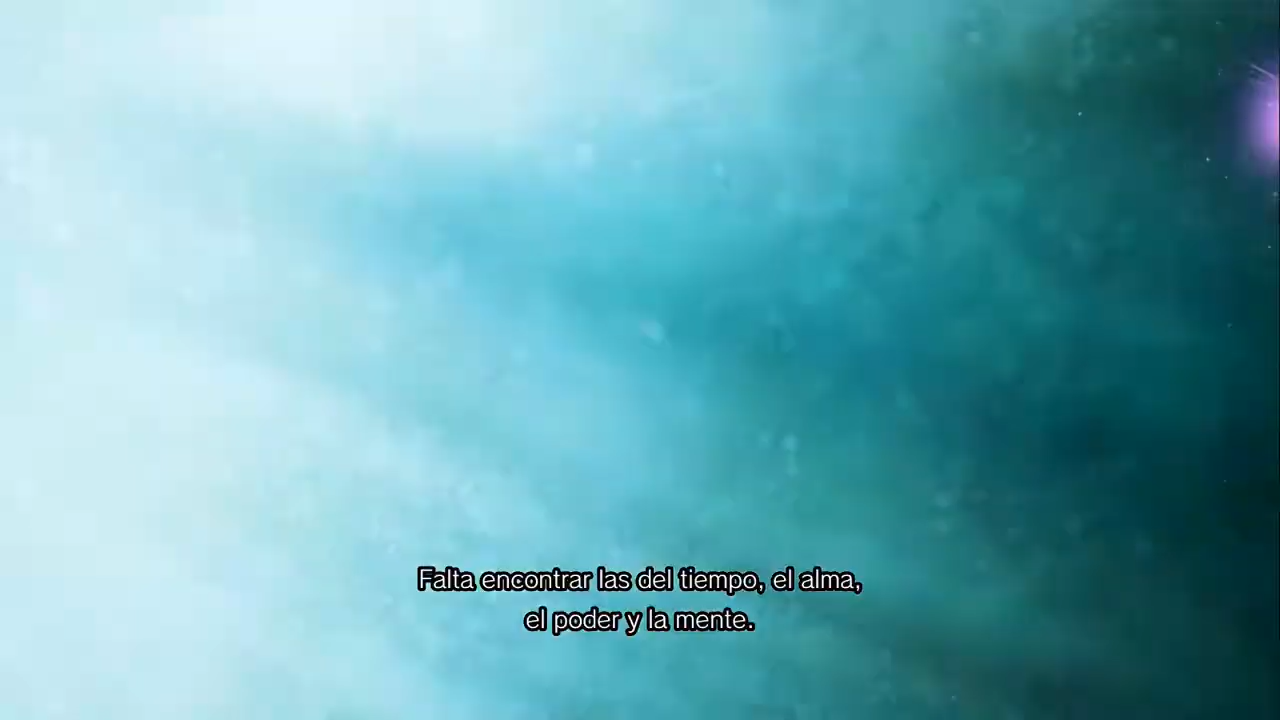 Falta encontrar las del tiempo, el alma,
el poder y la mente.